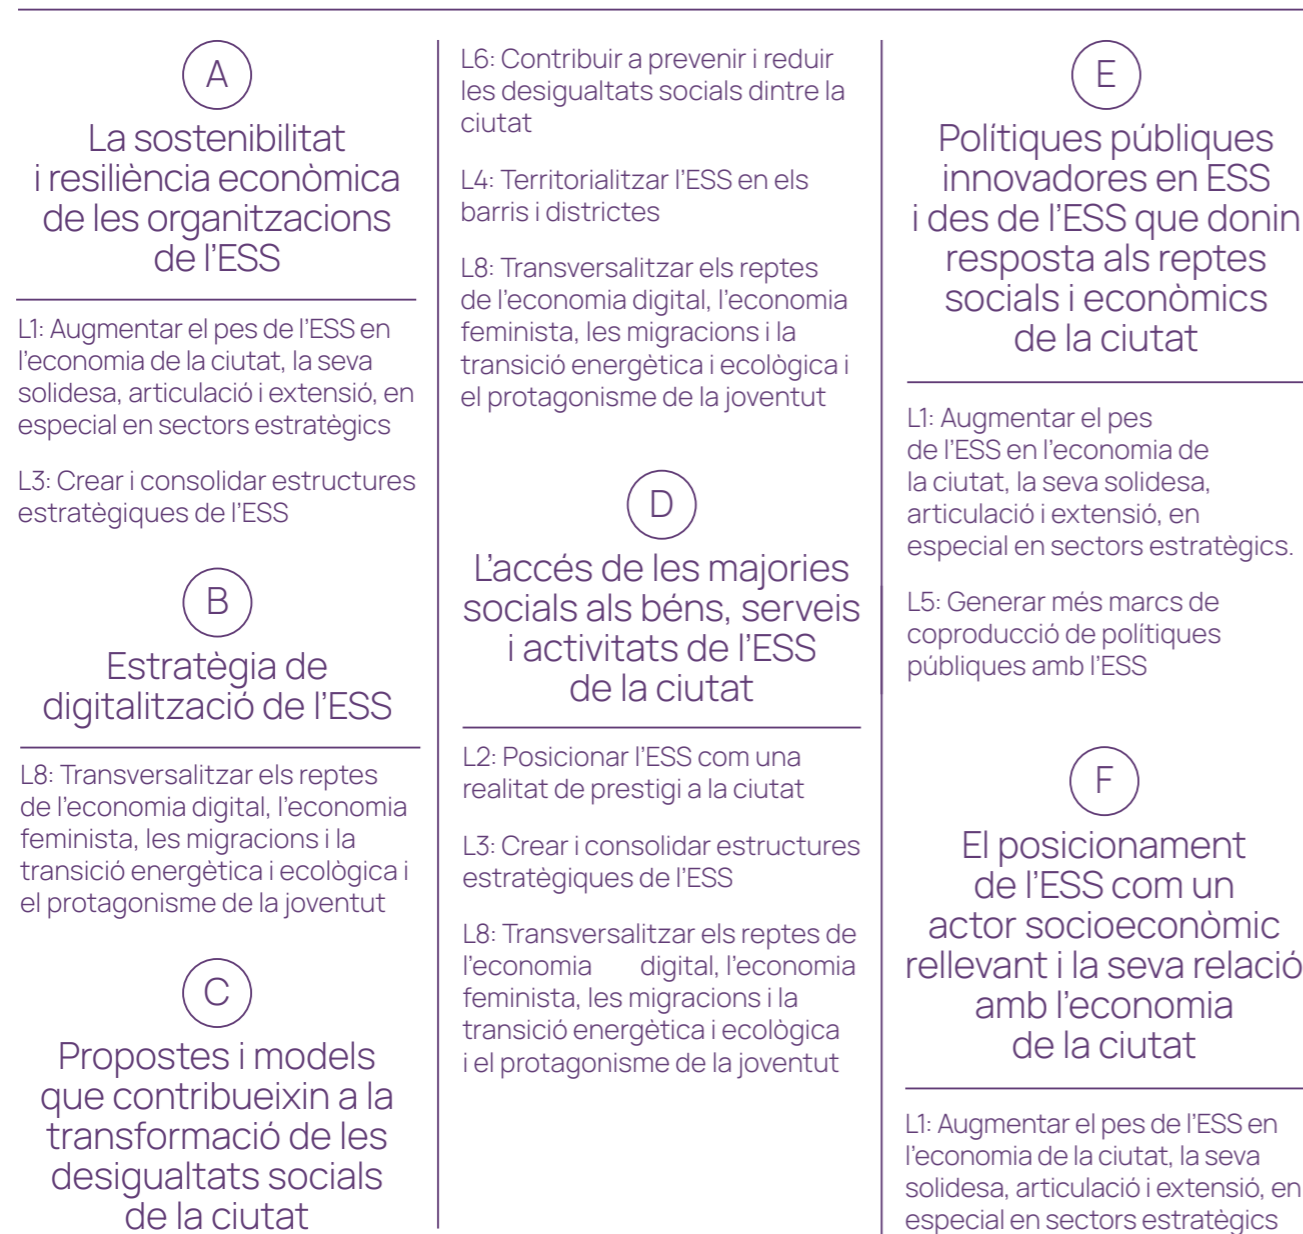 A
La sostenibilitat
i resiliència econòmica
de les organitzacions
de l'ESS
L1: Augmentar el pes de l'ESS en
l'economia de la ciutat, la seva
solidesa, articulació i extensió, en
especial en sectors estratègics
L3: Crear i consolidar estructures
estratègiques de l'ESS
B
Estratègia de
digitalització de l'ESS
L8: Transversalitzar els reptes
de l'economia digital, l'economia
feminista, les migracions i la
transició energètica i ecològica i
el protagonisme de la joventut
C
Propostes i models
que contribueixin a la
transformació de les
desigualtats socials
de la ciutat
L6: Contribuir a prevenir i reduir
les desigualtats socials dintre la
ciutat
L4: Territorialitzar l'ESS en els
barris i districtes
L8: Transversalitzar els reptes
de l'economia digital, l'economia
feminista, les migracions i la
transició energètica i ecològica i
el protagonisme de la joventut
D
L'accés de les majories
socials als béns, serveis
i activitats de l'ESS
de la ciutat
L2: Posicionar l'ESS com una
realitat de prestigi a la ciutat
L3: Crear i consolidar estructures
estratègiques de l'ESS
L8: Transversalitzar els reptes de
l'economia digital, l'economia
feminista, les migracions i la
transició energètica i ecològica
i el protagonisme de la joventut
E
Polítiques públiques
innovadores en ESS
i des de l'ESS que donin
resposta als reptes
socials i econòmics
de la ciutat
L1: Augmentar el pes
de l'ESS en l'economia de
la ciutat, la seva solidesa,
articulació i extensió, en
especial en sectors estratègics.
L5: Generar més marcs de
coproducció de polítiques
públiques amb l'ESS
F
El posicionament
de l'ESS com un
actor socioeconòmic
rellevant i la seva relació
amb l'economia
de la ciutat
L1: Augmentar el pes de l'ESS en
l'economia de la ciutat, la seva
solidesa, articulació i extensió, en
especial en sectors estratègics